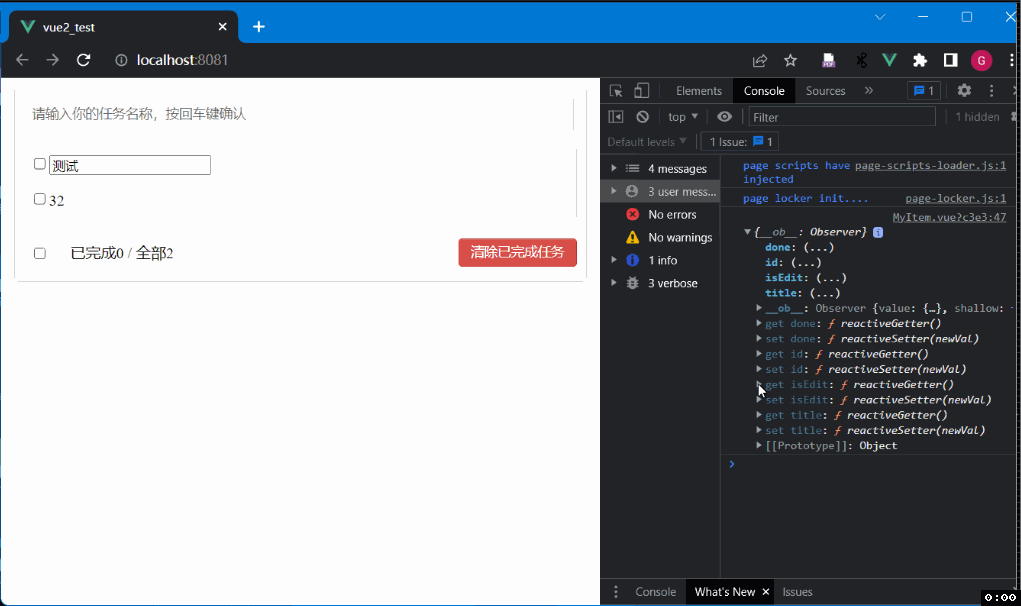 vue2_test
localhost:8081
G
请输入你的任务名称，按回车键确认
测试
32
已完成0 / 全部2
清除已完成任务
Elements
Console
Sources
»
1
top
Filter
1 hidden
Default levels
1 Issue:
1
4 messages
3 user mess...
No errors
No warnings
1 info
3 verbose
page scripts have page-scripts-loader.js:1
injected
page locker init.... page-locker.js:1
MyItem.vue?c3e3:47
{__ob__: Observer}
done: (...)
id: (...)
isEdit: (...)
title: (...)
__ob__: Observer {value: {…}, shallow:
get done: ƒ reactiveGetter()
set done: ƒ reactiveSetter(newVal)
get id: ƒ reactiveGetter()
set id: ƒ reactiveSetter(newVal)
get isEdit: ƒ reactiveGetter()
set isEdit: ƒ reactiveSetter(newVal)
get title: ƒ reactiveGetter()
set title: ƒ reactiveSetter(newVal)
[[Prototype]]: Object
Console
What's New
Issues
0:00